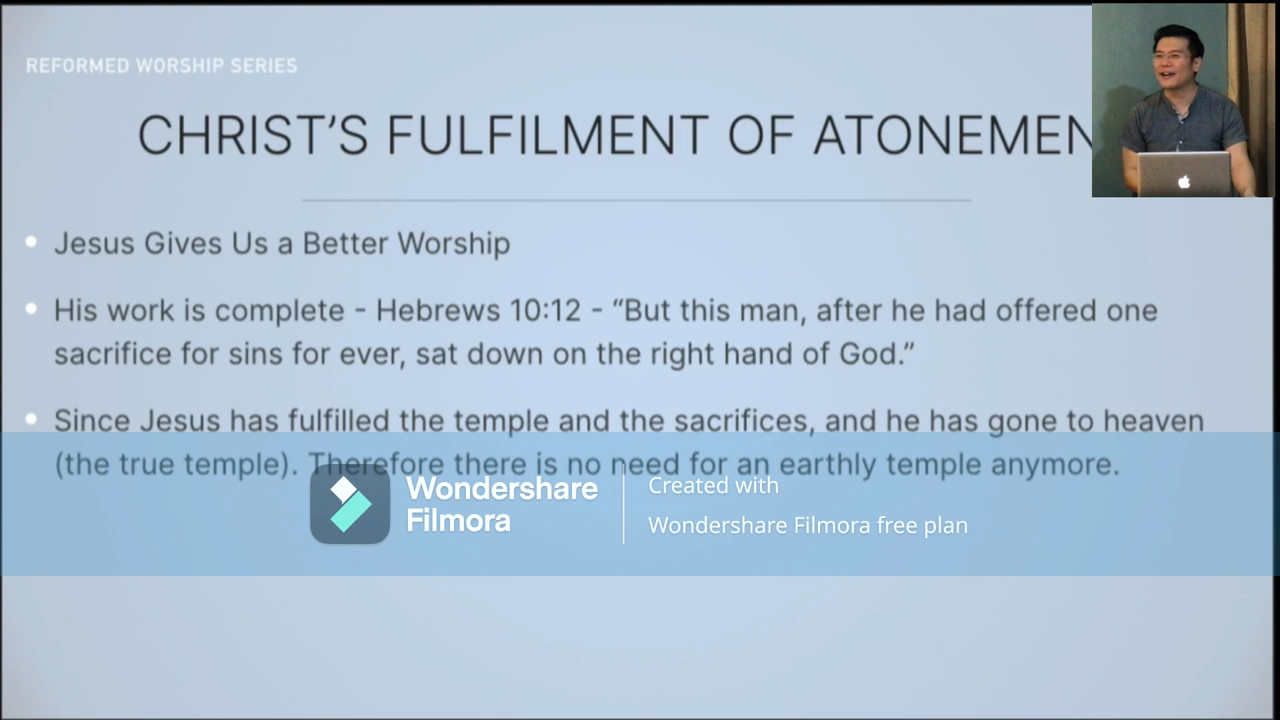 REFORMED WORSHIP SERIES
CHRIST’S FULFILMENT OF ATONEMEN
Jesus Gives Us a Better Worship
His work is complete - Hebrews 10:12 - “But this man, after he had offered one
sacrifice for sins for ever, sat down on the right hand of God.”
Since Jesus has fulfilled the temple and the sacrifices, and he has gone to heaven
(the true temple). Therefore there is no need for an earthly temple anymore.
Wondershare
Filmora
Created with
Wondershare Filmora free plan